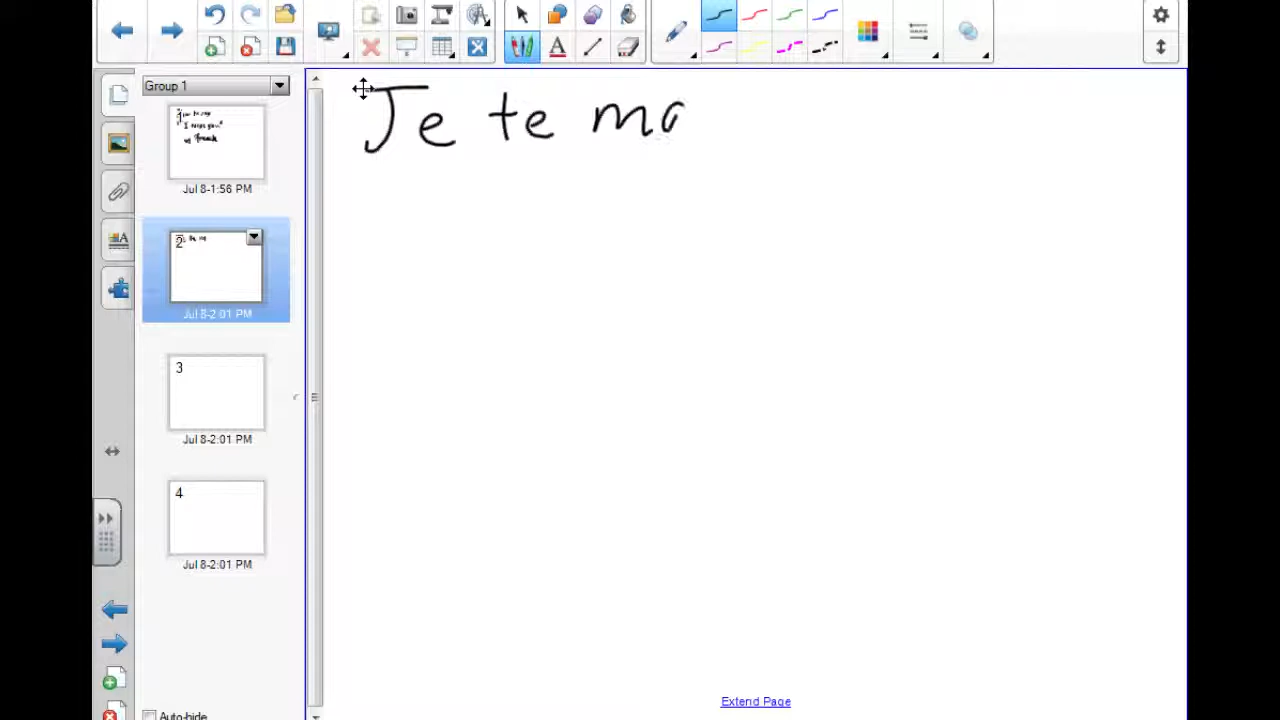 Group 1
Jul 8-1:56 PM
2
Jul 8-2:01 PM
3
Jul 8-2:01 PM
4
Jul 8-2:01 PM
Auto-hide
Je te ma
Extend Page